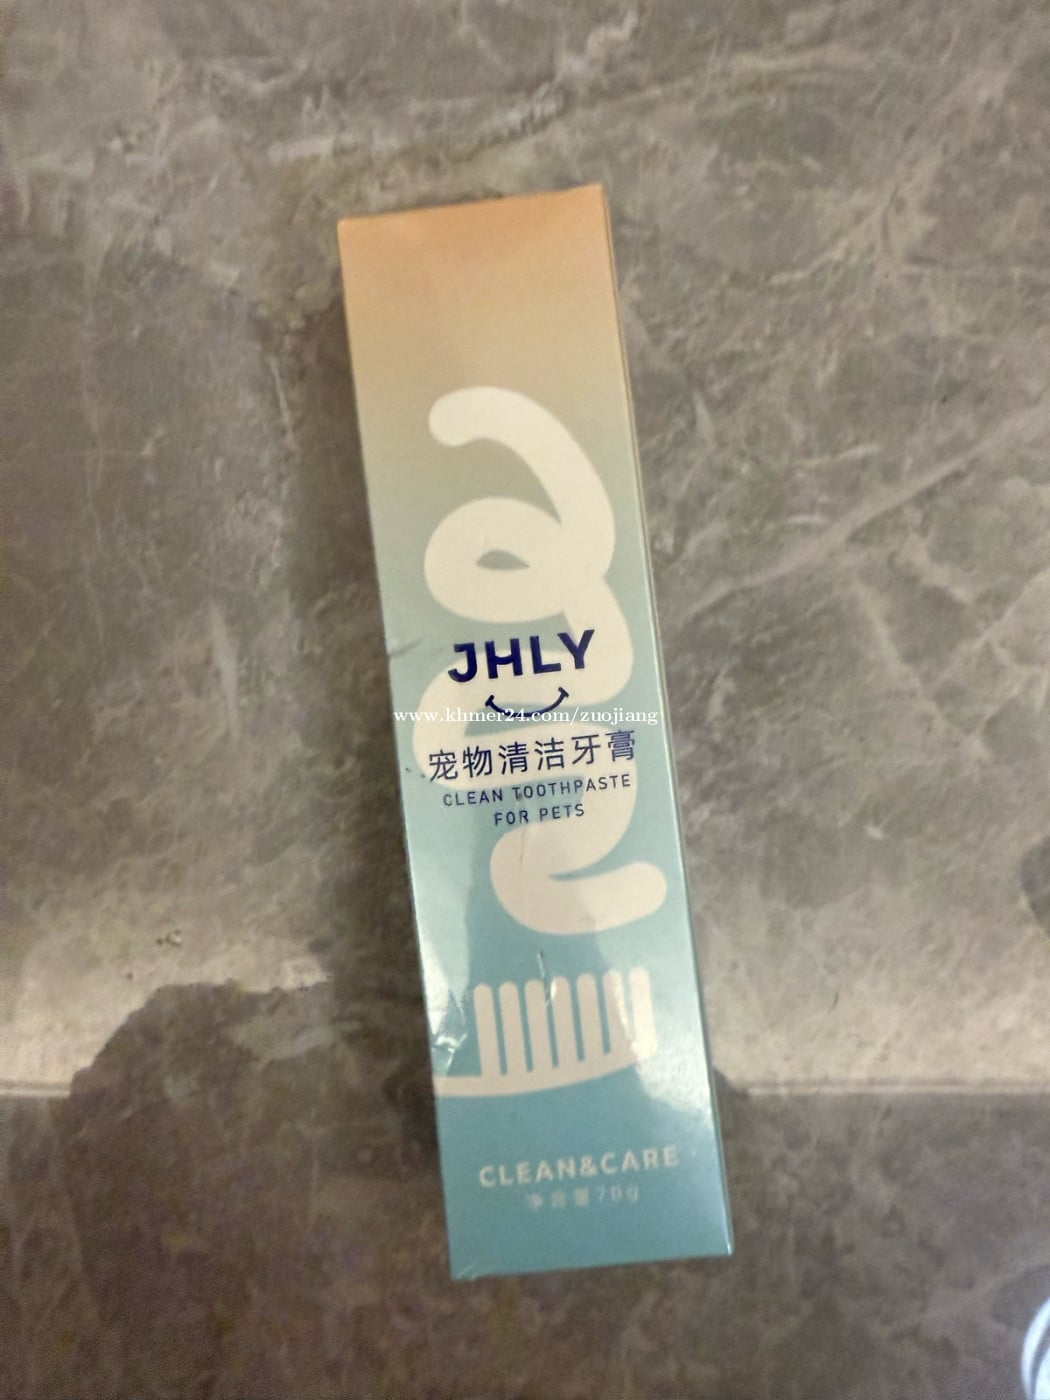 JHLY
www.khmer24.com/zuojiang
宠物清洁牙膏
CLEAN TOOTHPASTE
FOR PETS
CLEAN&CARE
净含量70g